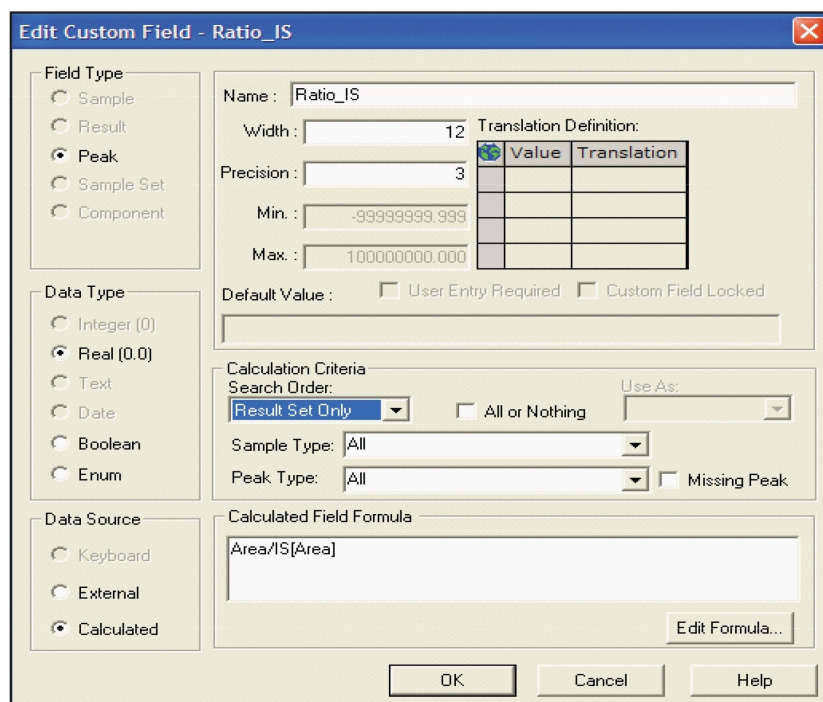 Edit Custom Field - Ratio_IS
Field Type
Sample
Result
Peak
Sample Set
Component
Name : Ratio_IS
Width : 12
Precision : 3
Min. : -99999999.999
Max. : 100000000.000
Translation Definition:
Value Translation
Default Value : User Entry Required Custom Field Locked
Data Type
Integer (0)
Real (0.0)
Text
Date
Boolean
Enum
Calculation Criteria
Search Order:
Result Set Only
All or Nothing
Use As:
Sample Type: All
Peak Type: All
Missing Peak
Data Source
Keyboard
External
Calculated
Calculated Field Formula
Area/IS[Area]
Edit Formula...
OK Cancel Help